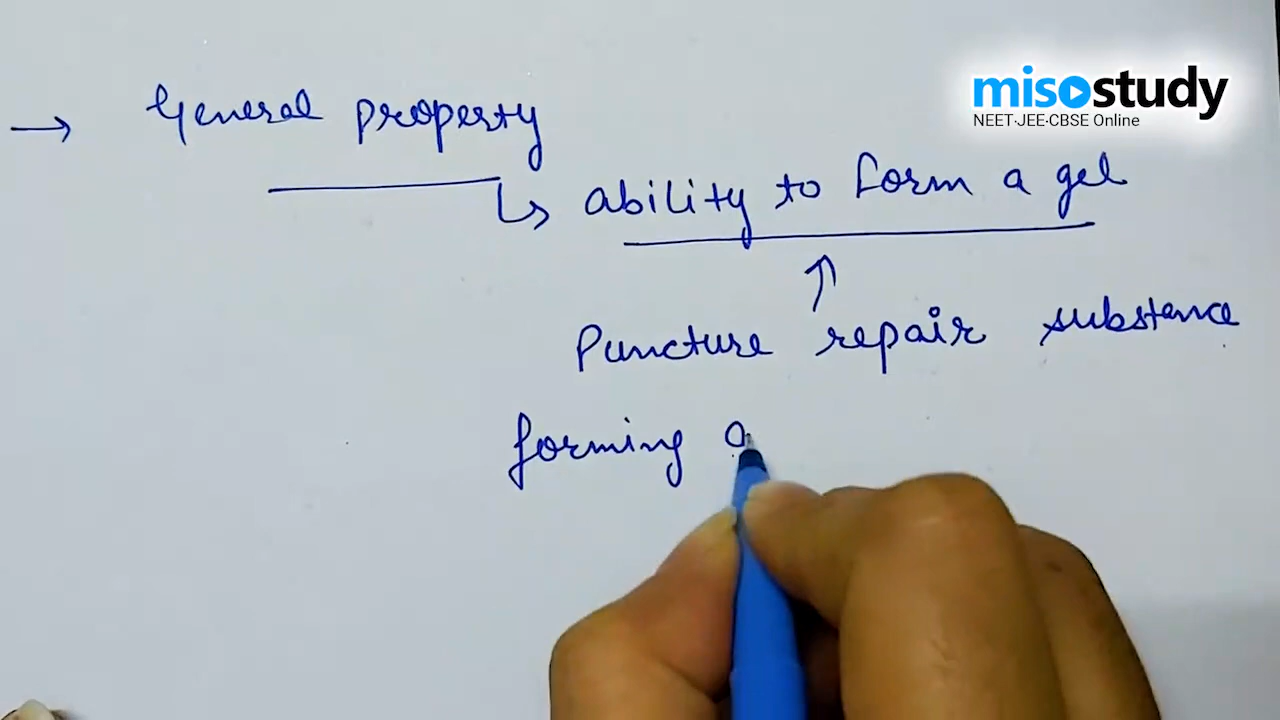 misostudy
NEET·JEE·CBSE Online
→ General property
↳ ability to form a gel
↑
Puncture repair substance
forming a